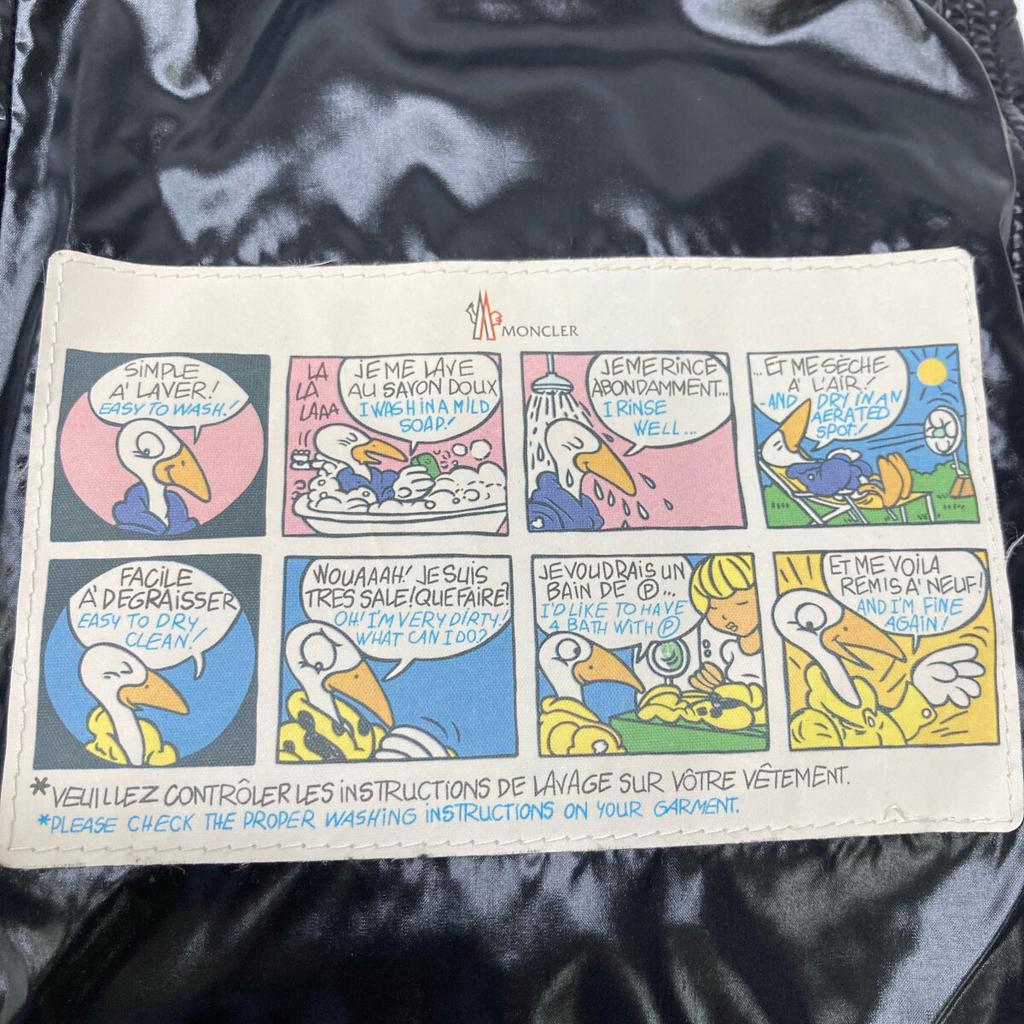 MONCLER
SIMPLE
A' LAVER!
EASY TO WASH!
LA
LA
LAAA
JE ME LAVE
AU SAVON DOUX
I WASH IN A MILD
SOAP!
JE ME RINCE
ABONDAMMENT...
I RINSE
WELL...
...ET ME SÈCHE
A' L'AIR!
-AND DRY IN AN
AERATED
SPOT!
FACILE
A' DEGRAISSER
EASY TO DRY
CLEAN!
WOUAAAH! JE SUIS
TRES SALE! QUE FAIRE?
OH! I'M VERY DIRTY!
WHAT CAN I DO?
JE VOUDRAIS UN
BAIN DE Ⓟ...
I'D LIKE TO HAVE
A BATH WITH Ⓟ
ET ME VOILA
REMIS A' NEUF!
AND I'M FINE
AGAIN!
*VEUILLEZ CONTRÔLER LES INSTRUCTIONS DE LAVAGE SUR VÔTRE VÊTEMENT.
*PLEASE CHECK THE PROPER WASHING INSTRUCTIONS ON YOUR GARMENT.